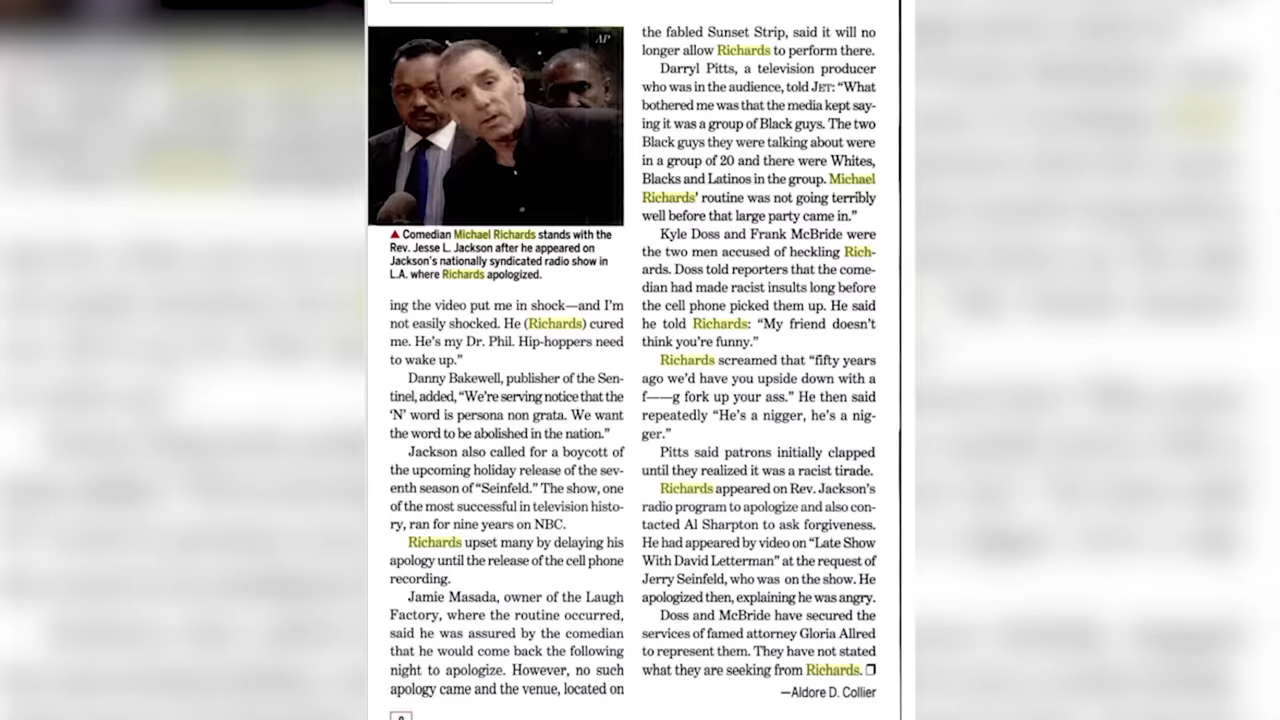 AP
▲ Comedian Michael Richards stands with the
Rev. Jesse L. Jackson after he appeared on
Jackson's nationally syndicated radio show in
L.A. where Richards apologized.
ing the video put me in shock—and I'm
not easily shocked. He (Richards) cured
me. He's my Dr. Phil. Hip-hoppers need
to wake up."
Danny Bakewell, publisher of the Sen-
tinel, added, "We're serving notice that the
'N' word is persona non grata. We want
the word to be abolished in the nation."
Jackson also called for a boycott of
the upcoming holiday release of the sev-
enth season of "Seinfeld." The show, one
of the most successful in television histo-
ry, ran for nine years on NBC.
Richards upset many by delaying his
apology until the release of the cell phone
recording.
Jamie Masada, owner of the Laugh
Factory, where the routine occurred,
said he was assured by the comedian
that he would come back the following
night to apologize. However, no such
apology came and the venue, located on
the fabled Sunset Strip, said it will no
longer allow Richards to perform there.
Darryl Pitts, a television producer
who was in the audience, told JET: "What
bothered me was that the media kept say-
ing it was a group of Black guys. The two
Black guys they were talking about were
in a group of 20 and there were Whites,
Blacks and Latinos in the group. Michael
Richards' routine was not going terribly
well before that large party came in."
Kyle Doss and Frank McBride were
the two men accused of heckling Rich-
ards. Doss told reporters that the come-
dian had made racist insults long before
the cell phone picked them up. He said
he told Richards: "My friend doesn't
think you're funny."
Richards screamed that "fifty years
ago we'd have you upside down with a
f——g fork up your ass." He then said
repeatedly "He's a nigger, he's a nig-
ger."
Pitts said patrons initially clapped
until they realized it was a racist tirade.
Richards appeared on Rev. Jackson's
radio program to apologize and also con-
tacted Al Sharpton to ask forgiveness.
He had appeared by video on "Late Show
With David Letterman" at the request of
Jerry Seinfeld, who was on the show. He
apologized then, explaining he was angry.
Doss and McBride have secured the
services of famed attorney Gloria Allred
to represent them. They have not stated
what they are seeking from Richards. ❒
—Aldore D. Collier